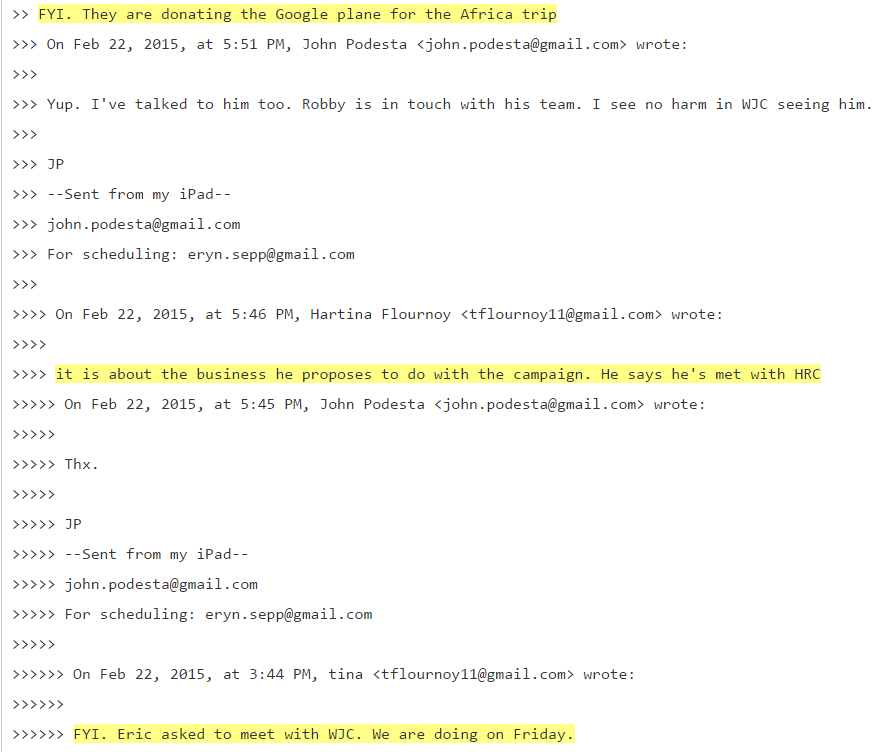 >> FYI. They are donating the Google plane for the Africa trip
>>> On Feb 22, 2015, at 5:51 PM, John Podesta <john.podesta@gmail.com> wrote:
>>>
>>> Yup. I've talked to him too. Robby is in touch with his team. I see no harm in WJC seeing him.
>>>
>>> JP
>>> --Sent from my iPad--
>>> john.podesta@gmail.com
>>> For scheduling: eryn.sepp@gmail.com
>>>
>>>> On Feb 22, 2015, at 5:46 PM, Hartina Flournoy <tflournoy11@gmail.com> wrote:
>>>>
>>>> it is about the business he proposes to do with the campaign. He says he's met with HRC
>>>>> On Feb 22, 2015, at 5:45 PM, John Podesta <john.podesta@gmail.com> wrote:
>>>>>
>>>>> Thx.
>>>>>
>>>>> JP
>>>>> --Sent from my iPad--
>>>>> john.podesta@gmail.com
>>>>> For scheduling: eryn.sepp@gmail.com
>>>>>
>>>>>> On Feb 22, 2015, at 3:44 PM, tina <tflournoy11@gmail.com> wrote:
>>>>>>
>>>>>> FYI. Eric asked to meet with WJC. We are doing on Friday.